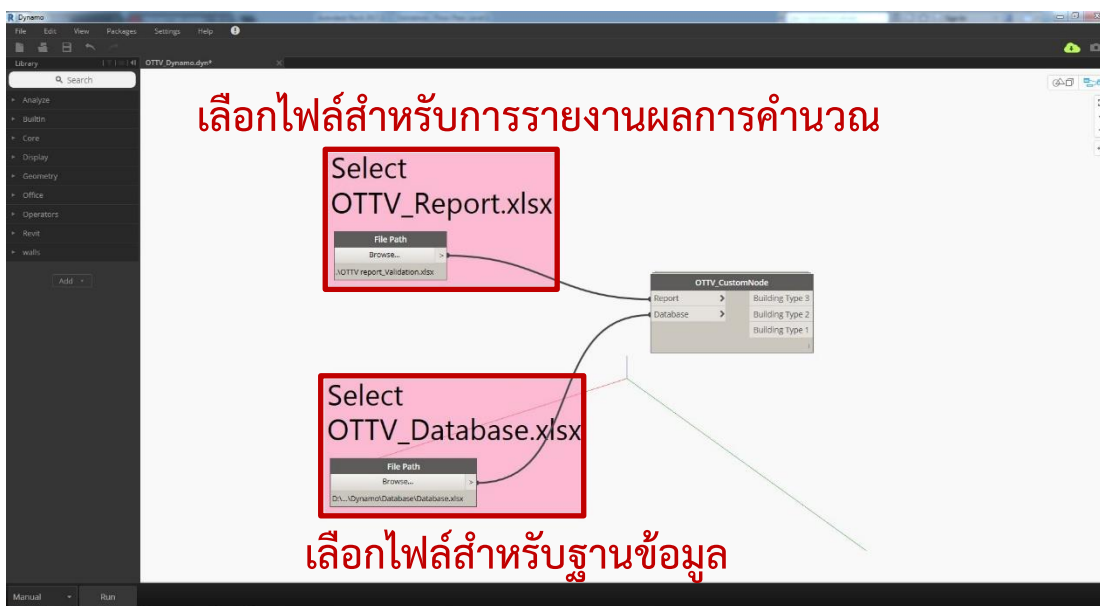 Dynamo
File Edit View Packages Settings Help
Library
OTTV_Dynamo.dyn*
Search
Analyze
Builtin
Core
Display
Geometry
Office
Operators
Revit
walls
Add
เลือกไฟล์สำหรับการรายงานผลการคำนวณ
Select
OTTV_Report.xlsx
File Path
Browse... >
.\OTTV report_Validation.xlsx
OTTV_CustomNode
Report > Building Type 3
Database > Building Type 2
Building Type 1
Select
OTTV_Database.xlsx
File Path
Browse... >
D:\...\Dynamo\Database\Database.xlsx
เลือกไฟล์สำหรับฐานข้อมูล
Manual Run